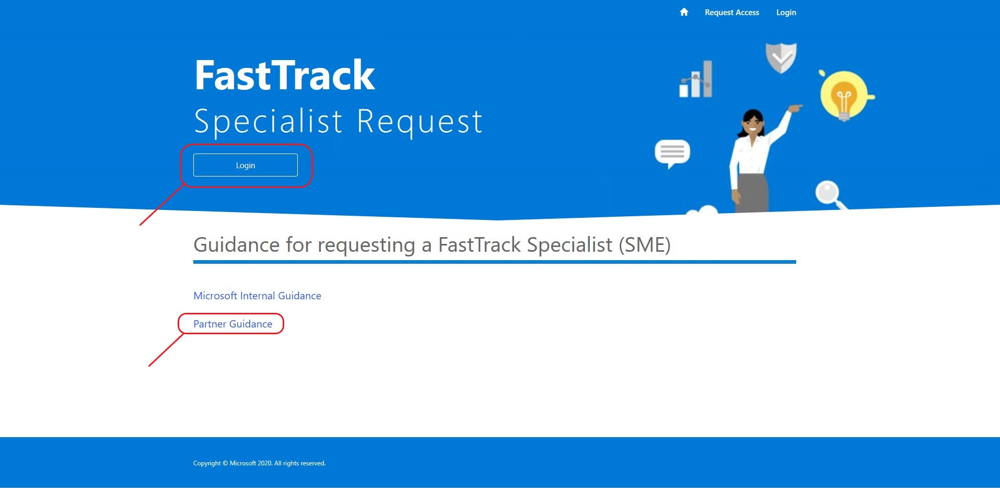 Request Access
Login
FastTrack
Specialist Request
Login
Guidance for requesting a FastTrack Specialist (SME)
Microsoft Internal Guidance
Partner Guidance
Copyright © Microsoft 2020. All rights reserved.